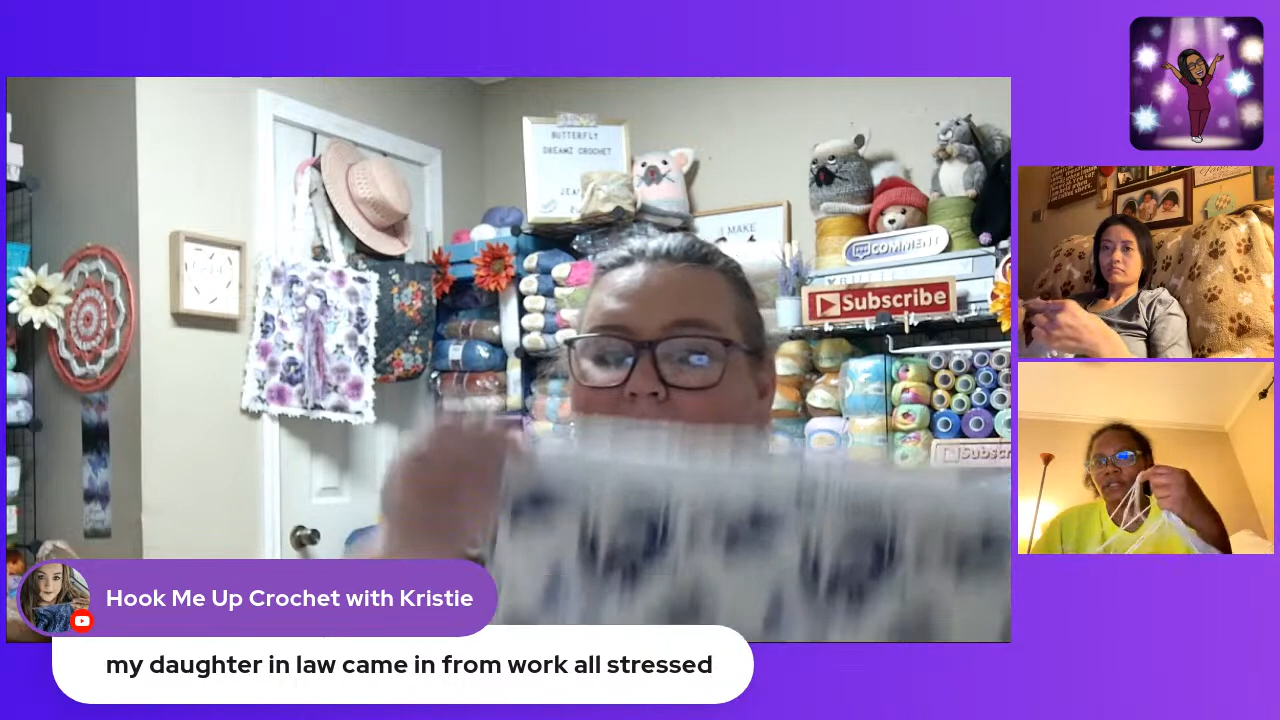 BUTTERFLY
DREAMZ CROCHET
I MAKE
COMMENT
Subscribe
Hook Me Up Crochet with Kristie
my daughter in law came in from work all stressed